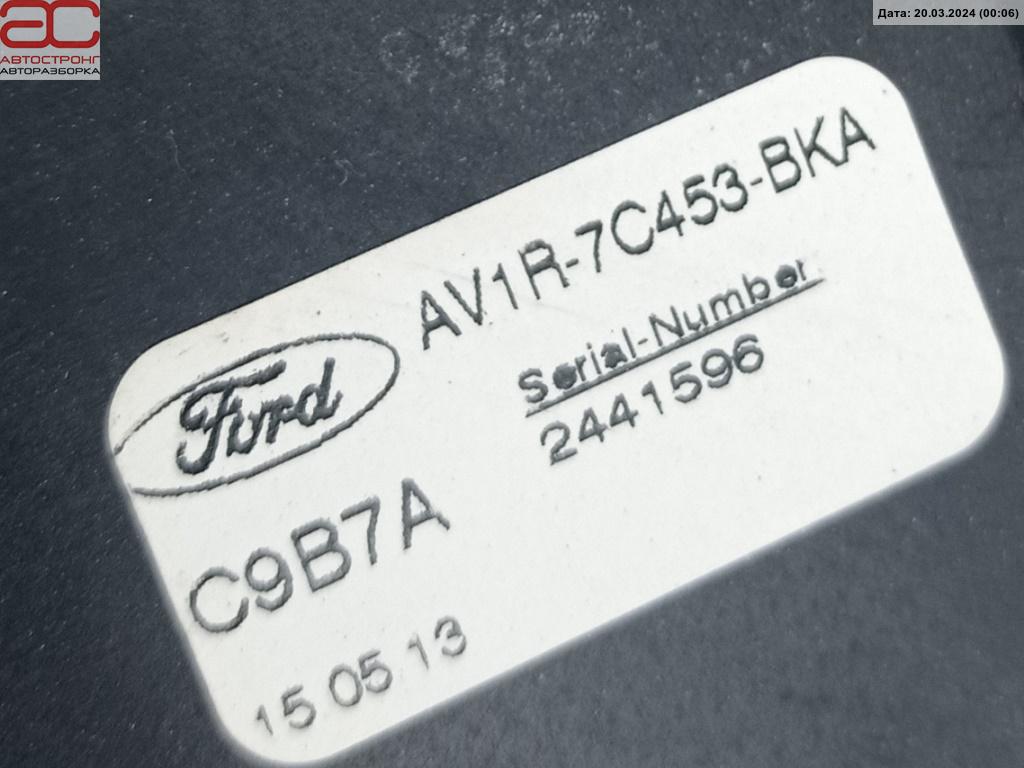 АС
АВТОСТРОНГ
АВТОРАЗБОРКА
Дата: 20.03.2024 (00:06)
AV1R-7C453-BKA
Serial-Number
2441596
Ford
C9B7A
15 05 13